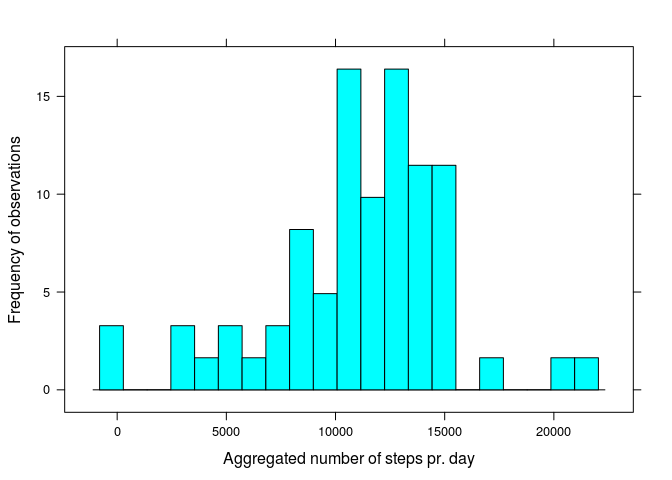 Frequency of observations
15
10
5
0
0 5000 10000 15000 20000
Aggregated number of steps pr. day